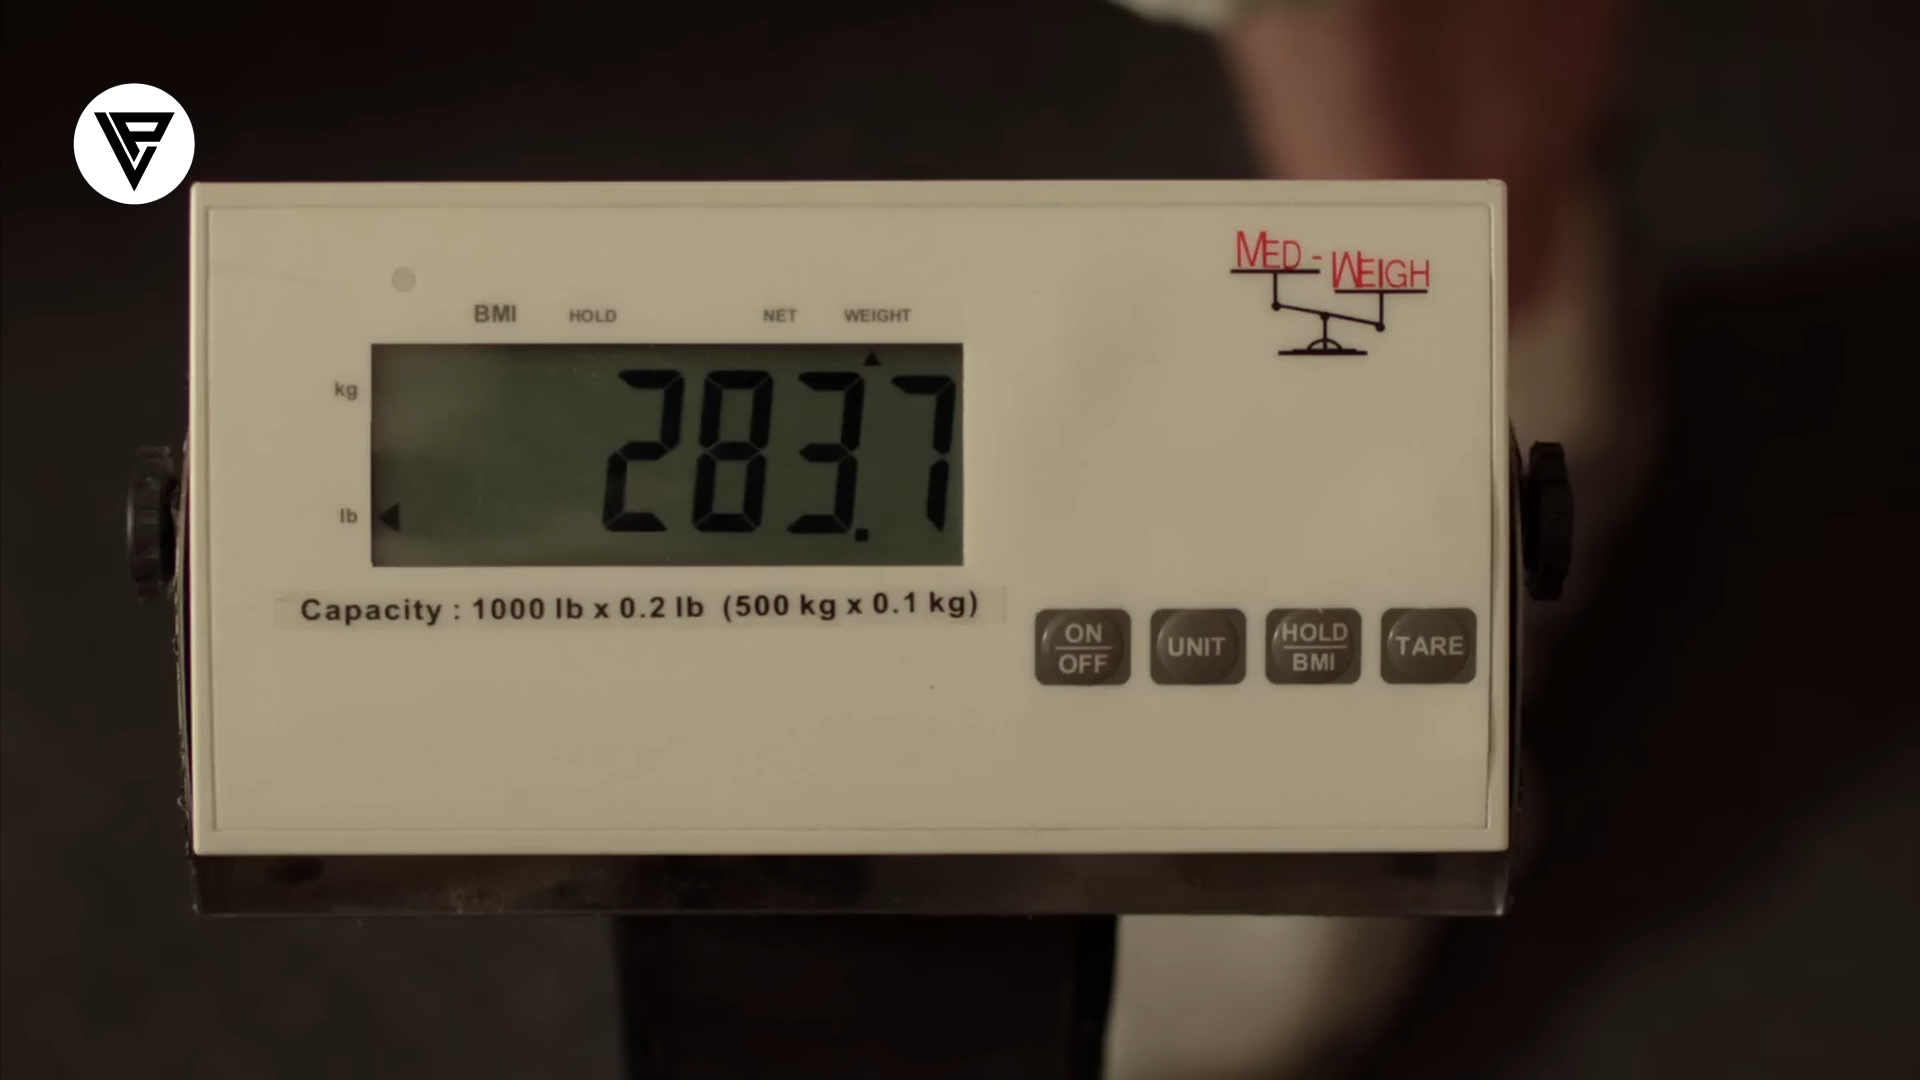 MED - WEIGH
BMI HOLD NET WEIGHT
kg
283.7
lb
Capacity : 1000 lb x 0.2 lb (500 kg x 0.1 kg)
ON
OFF
UNIT
HOLD
BMI
TARE